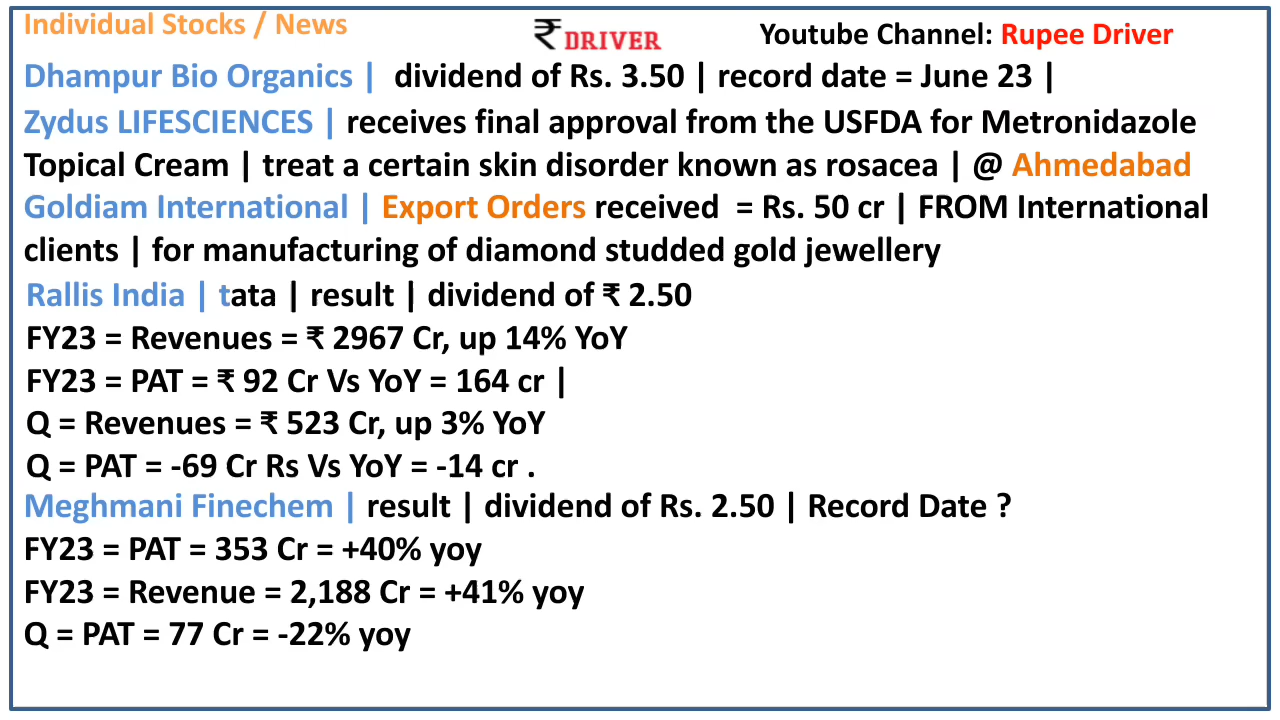 Individual Stocks / News
₹ DRIVER
Youtube Channel: Rupee Driver
Dhampur Bio Organics | dividend of Rs. 3.50 | record date = June 23 |
Zydus LIFESCIENCES | receives final approval from the USFDA for Metronidazole
Topical Cream | treat a certain skin disorder known as rosacea | @ Ahmedabad
Goldiam International | Export Orders received = Rs. 50 cr | FROM International
clients | for manufacturing of diamond studded gold jewellery
Rallis India | tata | result | dividend of ₹ 2.50
FY23 = Revenues = ₹ 2967 Cr, up 14% YoY
FY23 = PAT = ₹ 92 Cr Vs YoY = 164 cr |
Q = Revenues = ₹ 523 Cr, up 3% YoY
Q = PAT = -69 Cr Rs Vs YoY = -14 cr .
Meghmani Finechem | result | dividend of Rs. 2.50 | Record Date ?
FY23 = PAT = 353 Cr = +40% yoy
FY23 = Revenue = 2,188 Cr = +41% yoy
Q = PAT = 77 Cr = -22% yoy